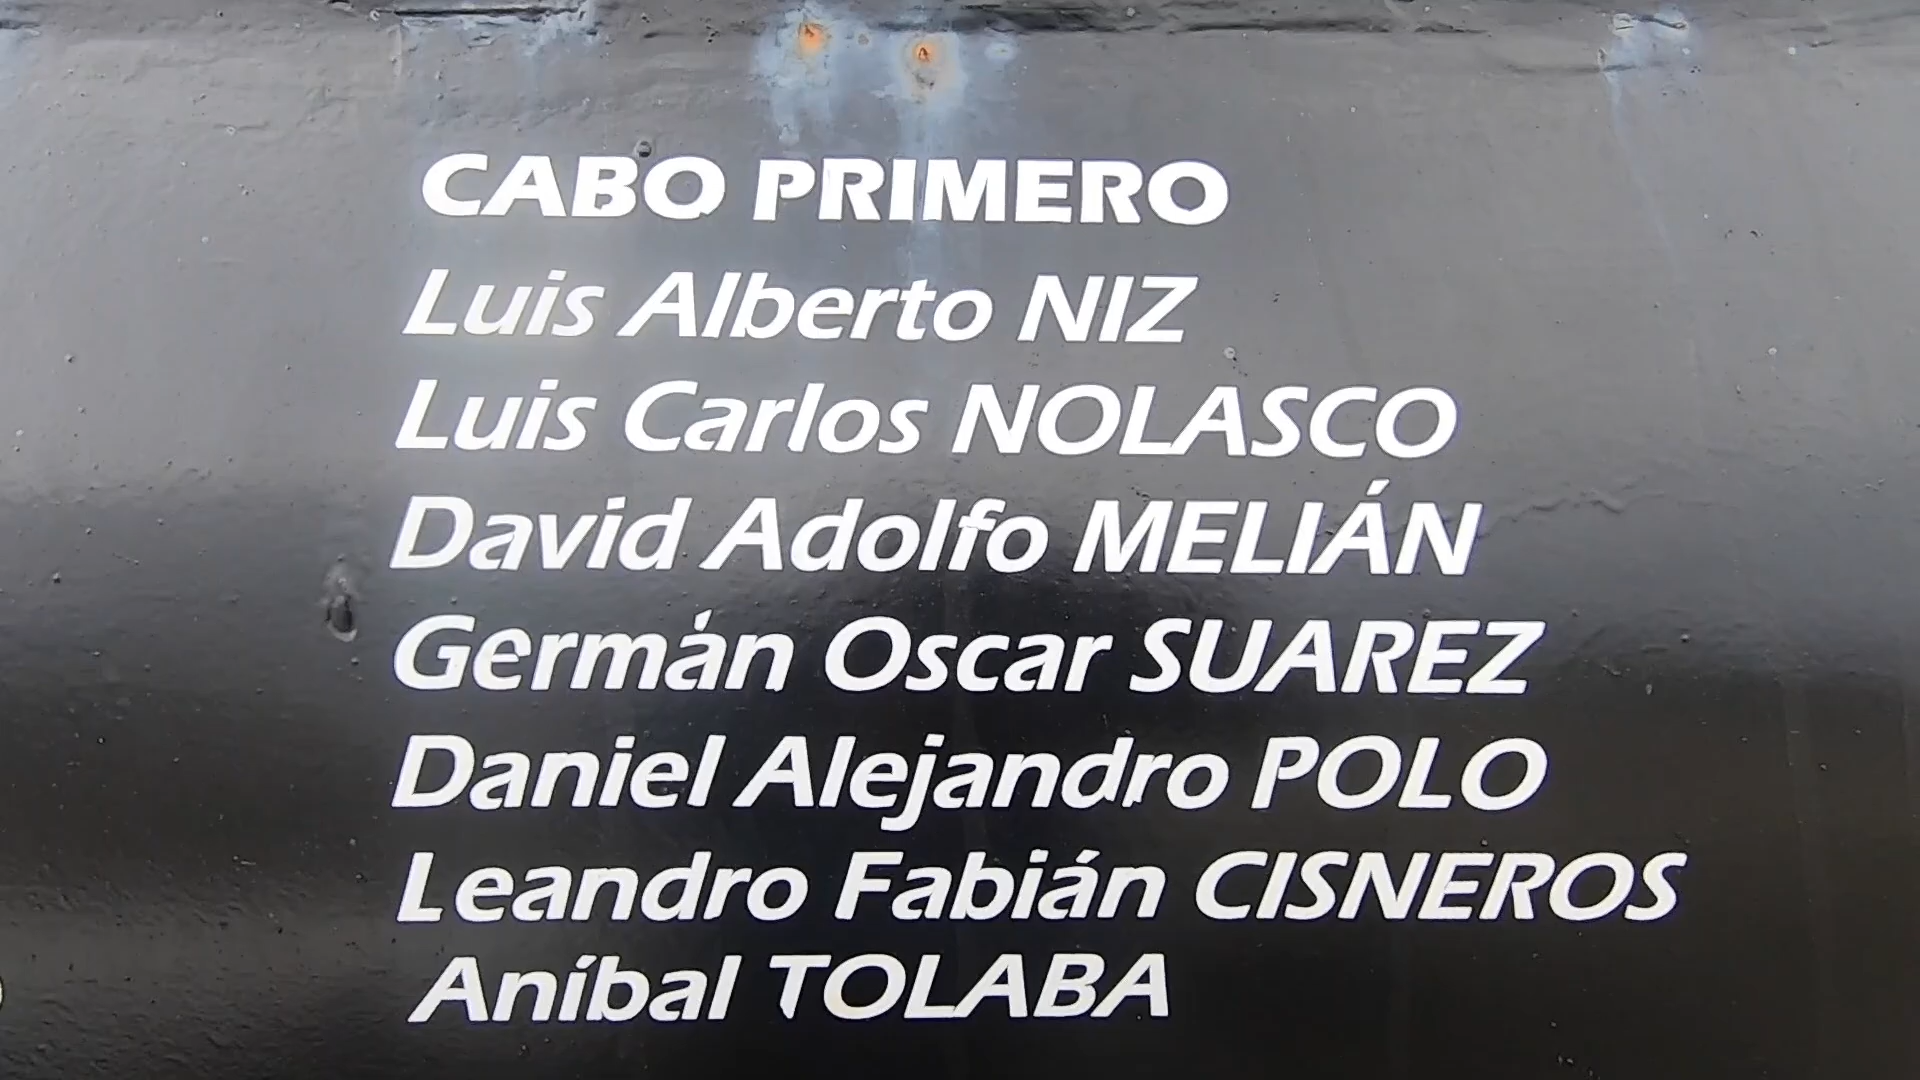 CABO PRIMERO
Luis Alberto NIZ
Luis Carlos NOLASCO
David Adolfo MELIÁN
Germán Oscar SUAREZ
Daniel Alejandro POLO
Leandro Fabián CISNEROS
Aníbal TOLABA